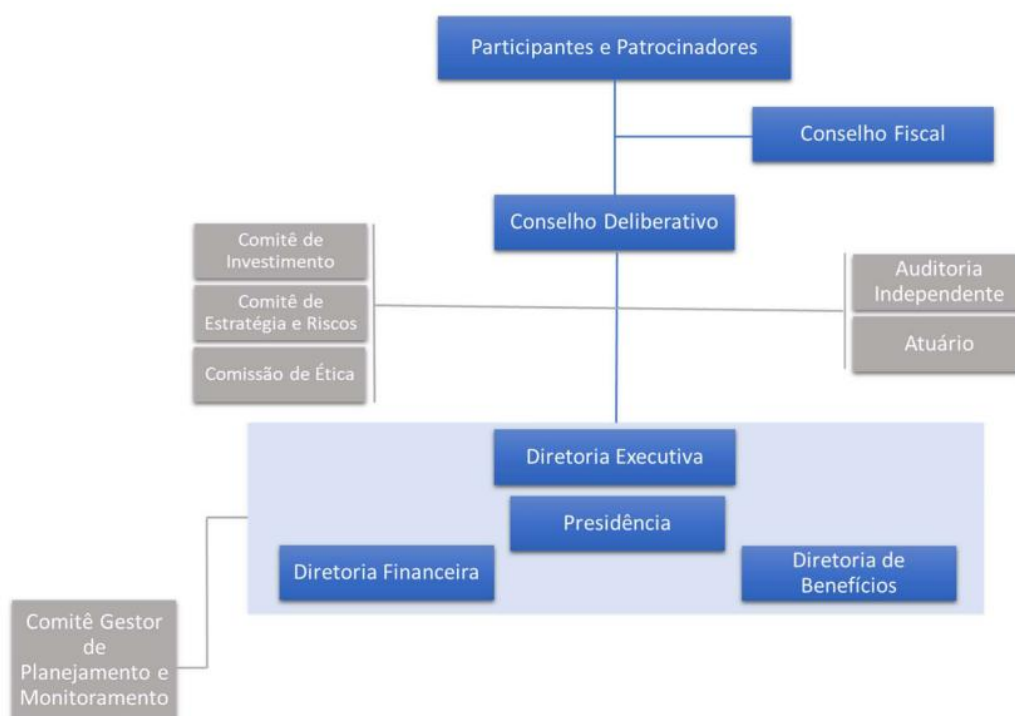 Participantes e Patrocinadores
Conselho Fiscal
Conselho Deliberativo
Comitê de
Investimento
Comitê de
Estratégia e Riscos
Comissão de Ética
Auditoria
Independente
Atuário
Diretoria Executiva
Presidência
Diretoria Financeira
Diretoria de
Benefícios
Comitê Gestor
de
Planejamento e
Monitoramento